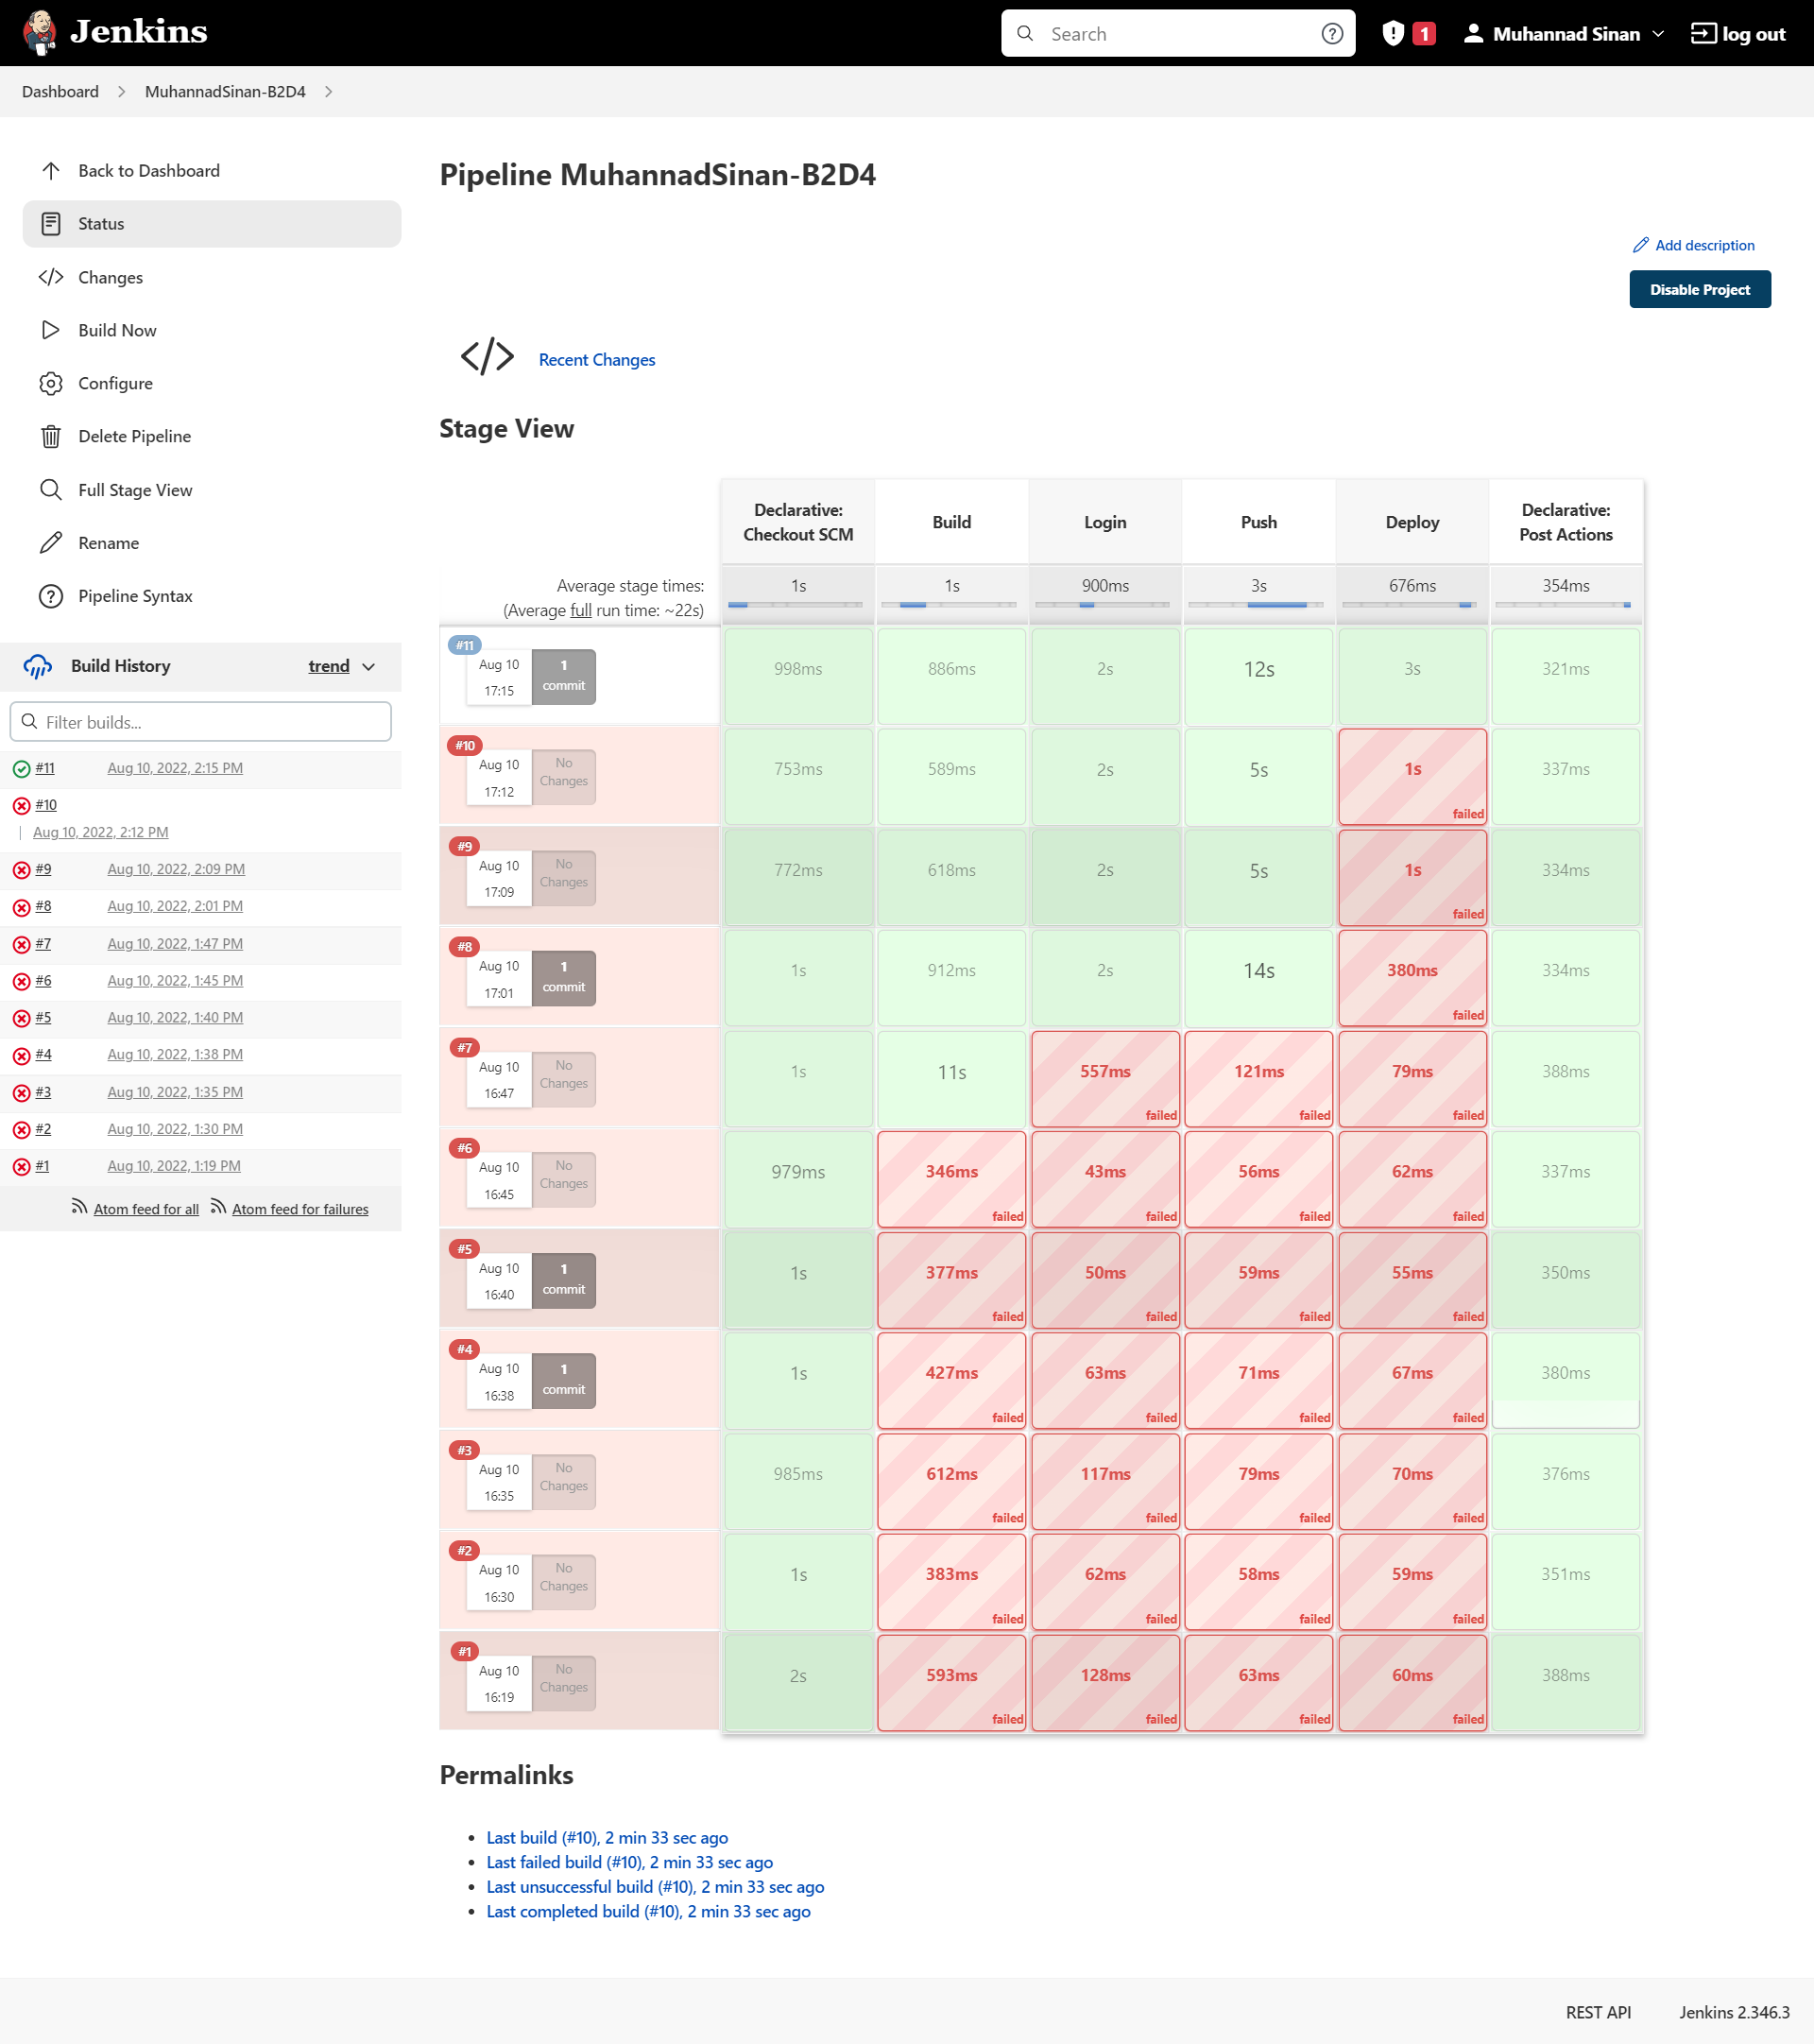 Jenkins
Search
1
Muhannad Sinan
log out
Dashboard
MuhannadSinan-B2D4
Back to Dashboard
Status
Changes
Build Now
Configure
Delete Pipeline
Full Stage View
Rename
Pipeline Syntax
Build History
trend
Filter builds...
#11 Aug 10, 2022, 2:15 PM
#10
Aug 10, 2022, 2:12 PM
#9 Aug 10, 2022, 2:09 PM
#8 Aug 10, 2022, 2:01 PM
#7 Aug 10, 2022, 1:47 PM
#6 Aug 10, 2022, 1:45 PM
#5 Aug 10, 2022, 1:40 PM
#4 Aug 10, 2022, 1:38 PM
#3 Aug 10, 2022, 1:35 PM
#2 Aug 10, 2022, 1:30 PM
#1 Aug 10, 2022, 1:19 PM
Atom feed for all Atom feed for failures
Pipeline MuhannadSinan-B2D4
Add description
Disable Project
Recent Changes
Stage View
Declarative: Declarative:
Build Login Push Deploy
Checkout SCM Post Actions
Average stage times: 1s 1s 900ms 3s 676ms 354ms
(Average full run time: ~22s)
#11
Aug 10 1
998ms 886ms 2s 12s 3s 321ms
17:15 commit
#10
Aug 10 No
753ms 589ms 2s 5s 1s 337ms
17:12 Changes
failed
#9
Aug 10 No
772ms 618ms 2s 5s 1s 334ms
17:09 Changes
failed
#8
Aug 10 1
1s 912ms 2s 14s 380ms 334ms
17:01 commit
failed
#7
Aug 10 No
1s 11s 557ms 121ms 79ms 388ms
16:47 Changes
failed failed failed
#6
Aug 10 No
979ms 346ms 43ms 56ms 62ms 337ms
16:45 Changes
failed failed failed failed
#5
Aug 10 1
1s 377ms 50ms 59ms 55ms 350ms
16:40 commit
failed failed failed failed
#4
Aug 10 1
1s 427ms 63ms 71ms 67ms 380ms
16:38 commit
failed failed failed failed
#3
Aug 10 No
985ms 612ms 117ms 79ms 70ms 376ms
16:35 Changes
failed failed failed failed
#2
Aug 10 No
1s 383ms 62ms 58ms 59ms 351ms
16:30 Changes
failed failed failed failed
#1
Aug 10 No
2s 593ms 128ms 63ms 60ms 388ms
16:19 Changes
failed failed failed failed
Permalinks
Last build (#10), 2 min 33 sec ago
Last failed build (#10), 2 min 33 sec ago
Last unsuccessful build (#10), 2 min 33 sec ago
Last completed build (#10), 2 min 33 sec ago
REST API
Jenkins 2.346.3